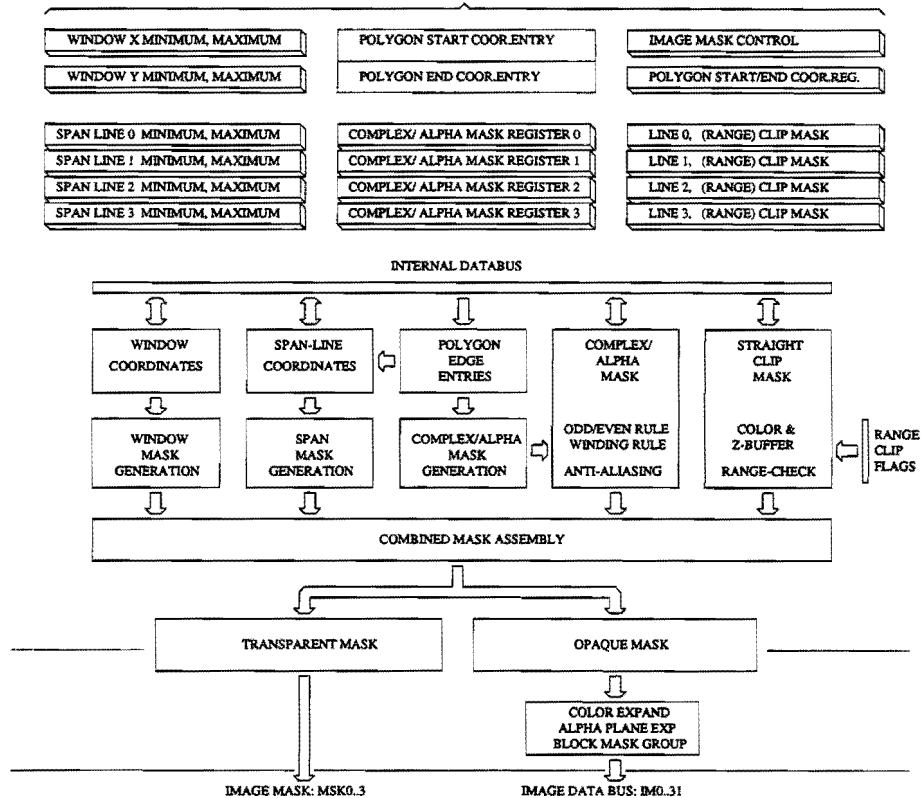 WINDOW X MINIMUM, MAXIMUM
POLYGON START COOR.ENTRY
IMAGE MASK CONTROL
WINDOW Y MINIMUM, MAXIMUM
POLYGON END COOR.ENTRY
POLYGON START/END COOR.REG.
SPAN LINE 0 MINIMUM, MAXIMUM
COMPLEX/ ALPHA MASK REGISTER 0
LINE 0, (RANGE) CLIP MASK
SPAN LINE 1 MINIMUM, MAXIMUM
COMPLEX/ ALPHA MASK REGISTER 1
LINE 1, (RANGE) CLIP MASK
SPAN LINE 2 MINIMUM, MAXIMUM
COMPLEX/ ALPHA MASK REGISTER 2
LINE 2, (RANGE) CLIP MASK
SPAN LINE 3 MINIMUM, MAXIMUM
COMPLEX/ ALPHA MASK REGISTER 3
LINE 3, (RANGE) CLIP MASK
INTERNAL DATABUS
WINDOW
COORDINATES
SPAN-LINE
COORDINATES
POLYGON
EDGE
ENTRIES
COMPLEX/
ALPHA
MASK
STRAIGHT
CLIP
MASK
WINDOW
MASK
GENERATION
SPAN
MASK
GENERATION
COMPLEX/ALPHA
MASK
GENERATION
ODD/EVEN RULE
WINDING RULE
ANTI-ALIASING
COLOR &
Z-BUFFER
RANGE-CHECK
RANGE
CLIP
FLAGS
COMBINED MASK ASSEMBLY
TRANSPARENT MASK
OPAQUE MASK
COLOR EXPAND
ALPHA PLANE EXP
BLOCK MASK GROUP
IMAGE MASK: MSK0..3
IMAGE DATA BUS: IM0..31